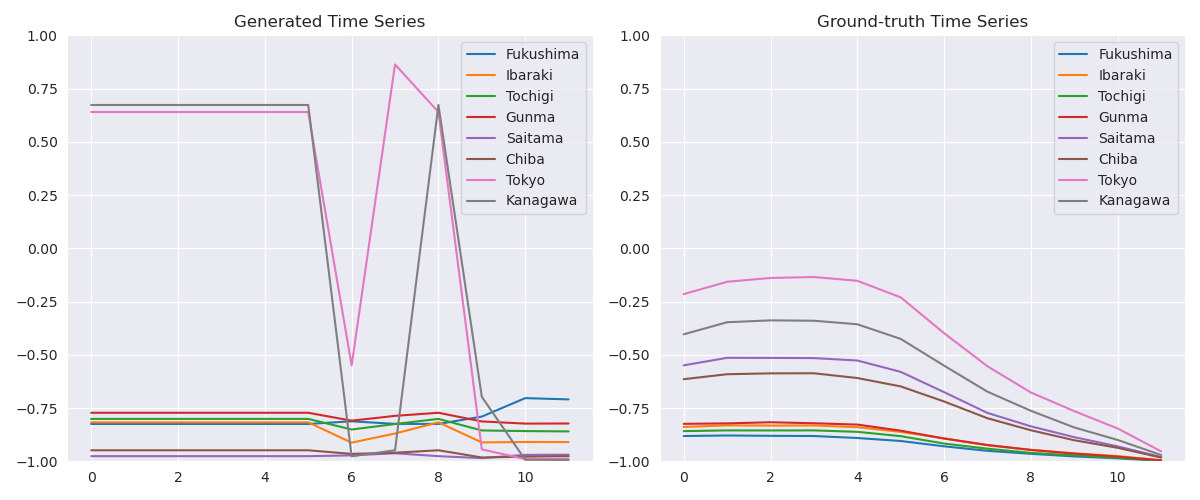 Generated Time Series
1.00
0.75
0.50
0.25
0.00
−0.25
−0.50
−0.75
−1.00
0 2 4 6 8 10
Fukushima
Ibaraki
Tochigi
Gunma
Saitama
Chiba
Tokyo
Kanagawa
Ground-truth Time Series
1.00
0.75
0.50
0.25
0.00
−0.25
−0.50
−0.75
−1.00
0 2 4 6 8 10
Fukushima
Ibaraki
Tochigi
Gunma
Saitama
Chiba
Tokyo
Kanagawa